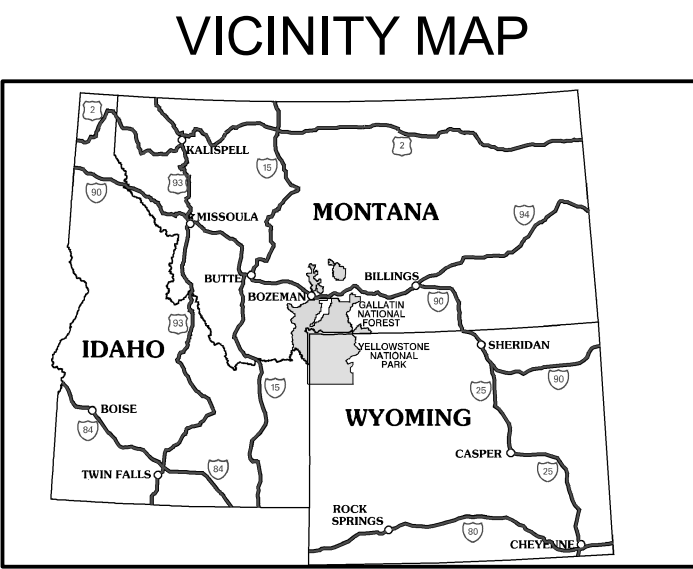 VICINITY MAP
2
KALISPELL
15
2
93
90
MISSOULA
MONTANA
94
BUTTE
BILLINGS
BOZEMAN
90
GALLATIN
NATIONAL
FOREST
93
IDAHO
SHERIDAN
YELLOWSTONE
NATIONAL
PARK
15
90
25
BOISE
WYOMING
84
CASPER
84
25
TWIN FALLS
ROCK
SPRINGS
80
CHEYENNE